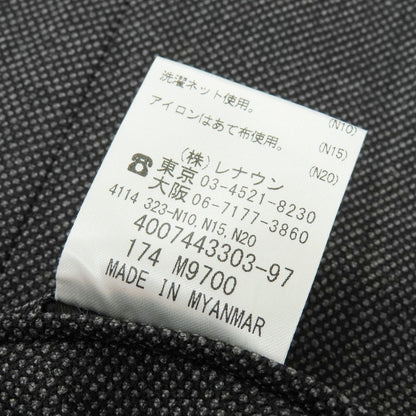 洗濯ネット使用。
(N10)
アイロンはあて布使用。
(N15)
(N20)
(株) レナウン
☎東京 03-4521-8230
大阪 06-7177-3860
4114 323-N10, N15, N20
4007443303-97
174 M9700
MADE IN MYANMAR